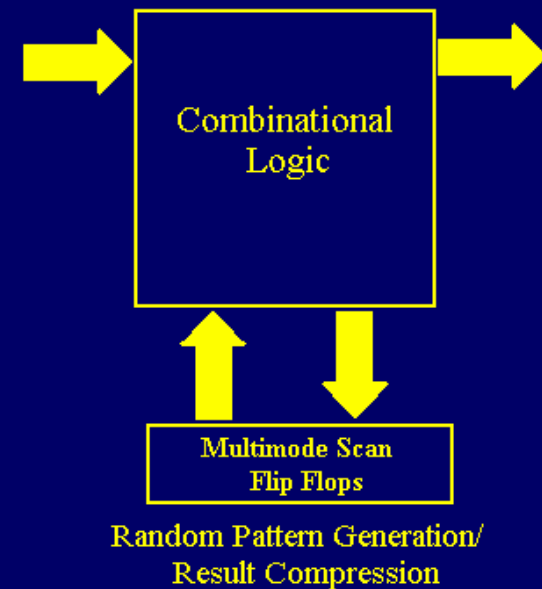 Combinational
Logic
Multimode Scan
Flip Flops
Random Pattern Generation/
Result Compression